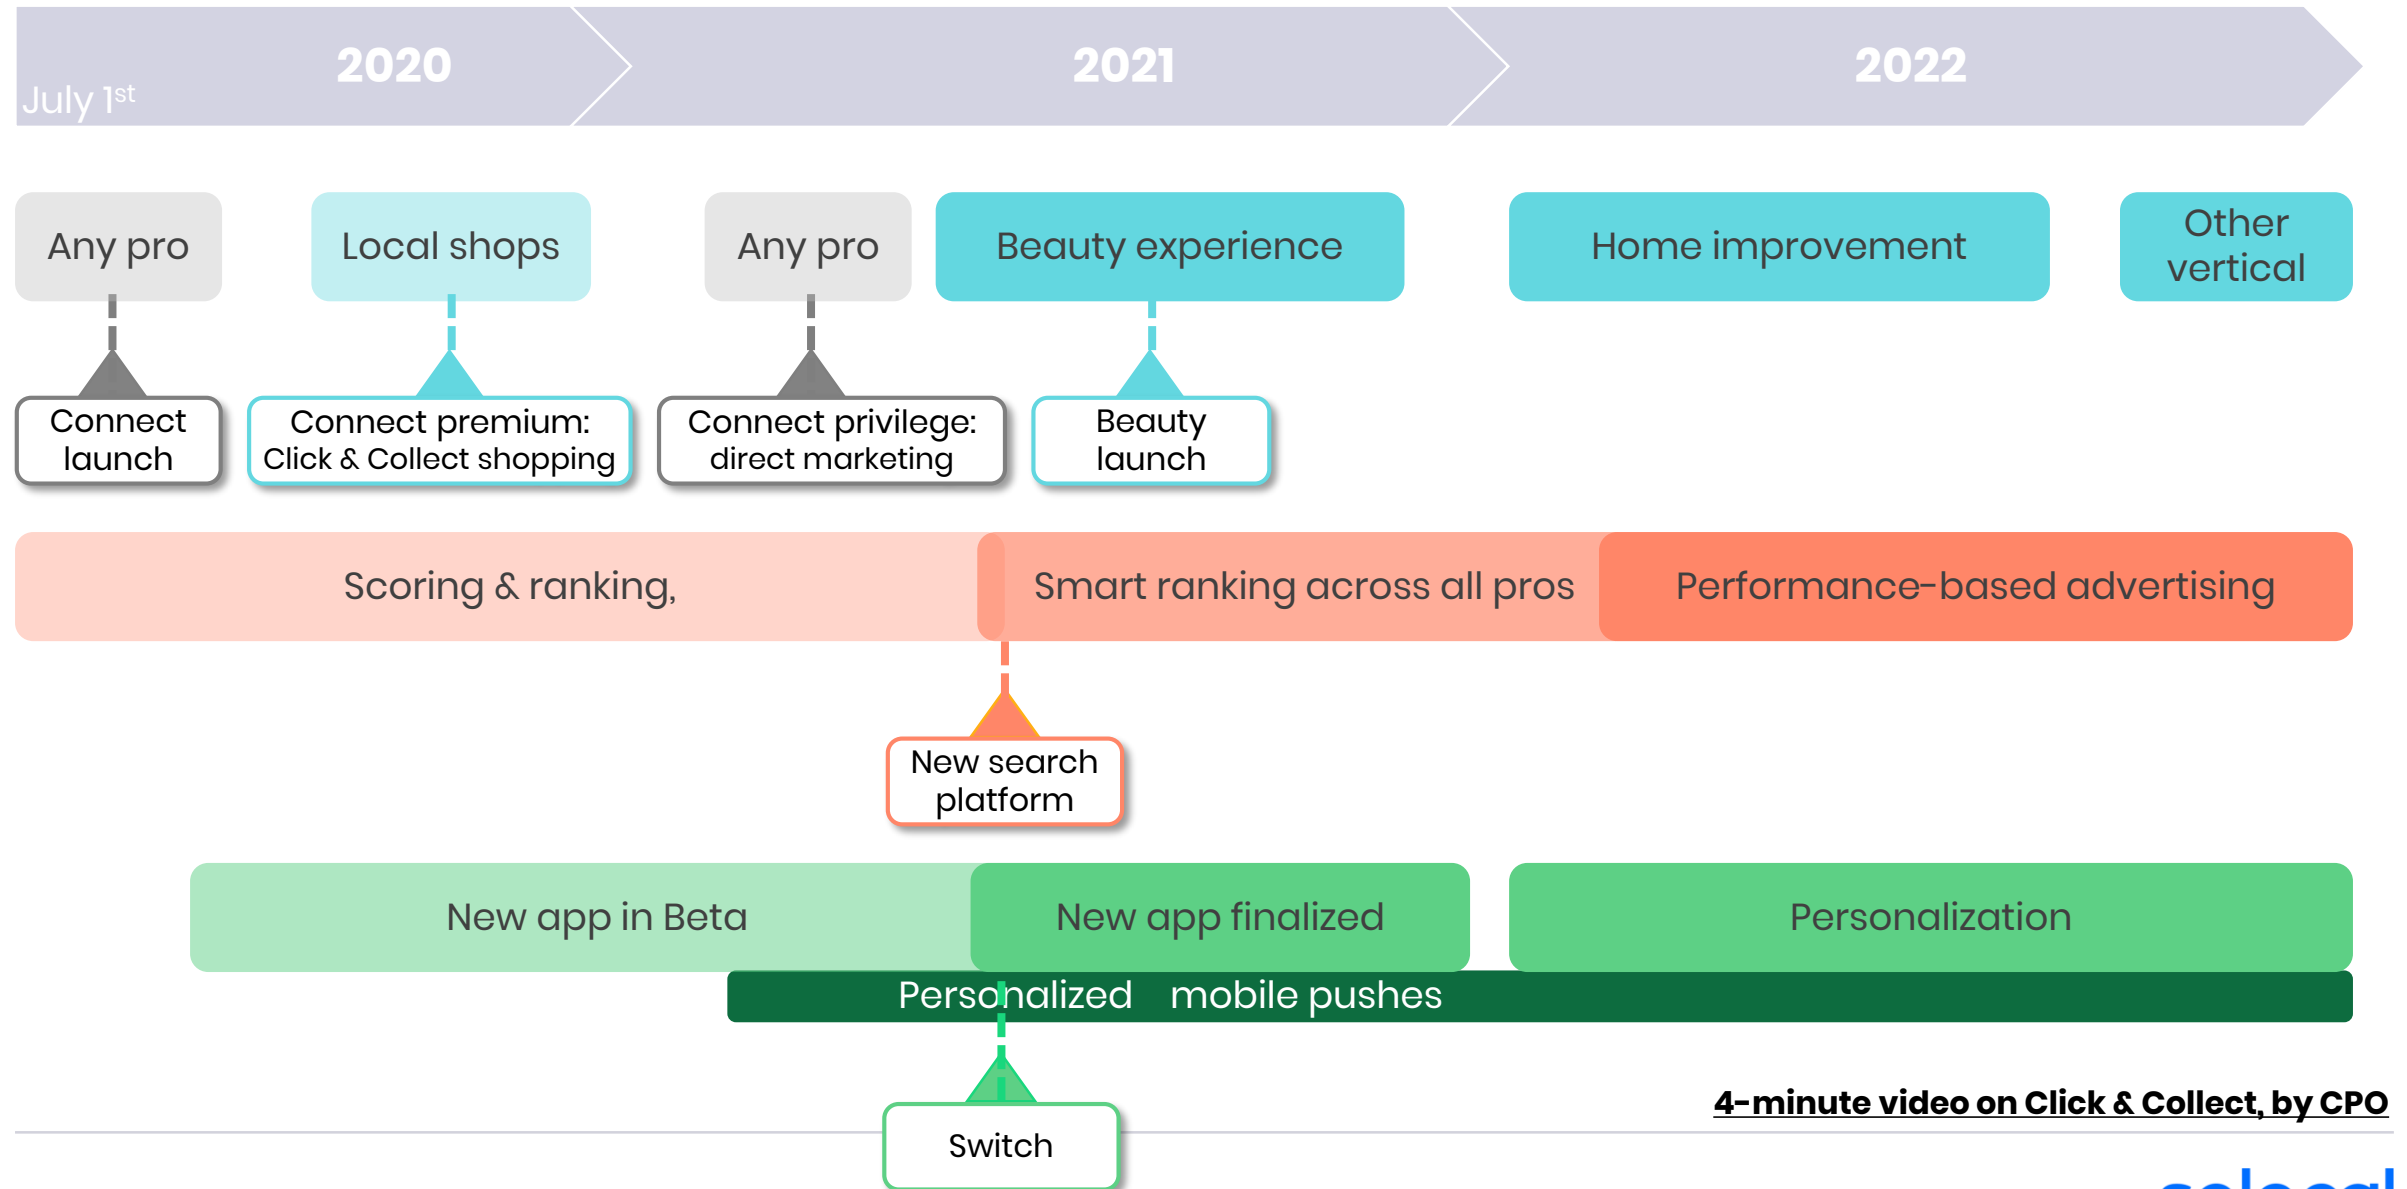 2020
2021
2022
July 1st
Any pro
Local shops
Any pro
Beauty experience
Home improvement
Other
vertical
Connect
launch
Connect premium:
Click & Collect shopping
Connect privilege:
direct marketing
Beauty
launch
Scoring & ranking,
Smart ranking across all pros
Performance-based advertising
New search
platform
New app in Beta
New app finalized
Personalization
Personalized mobile pushes
4-minute video on Click & Collect, by CPO
Switch
solocal